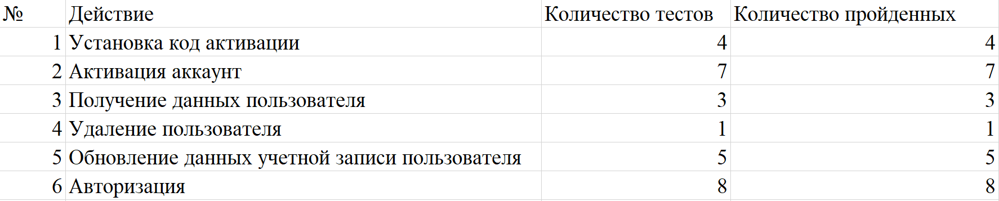 № Действие Количество тестов Количество пройденных
1 Установка код активации 4 4
2 Активация аккаунт 7 7
3 Получение данных пользователя 3 3
4 Удаление пользователя 1 1
5 Обновление данных учетной записи пользователя 5 5
6 Авторизация 8 8